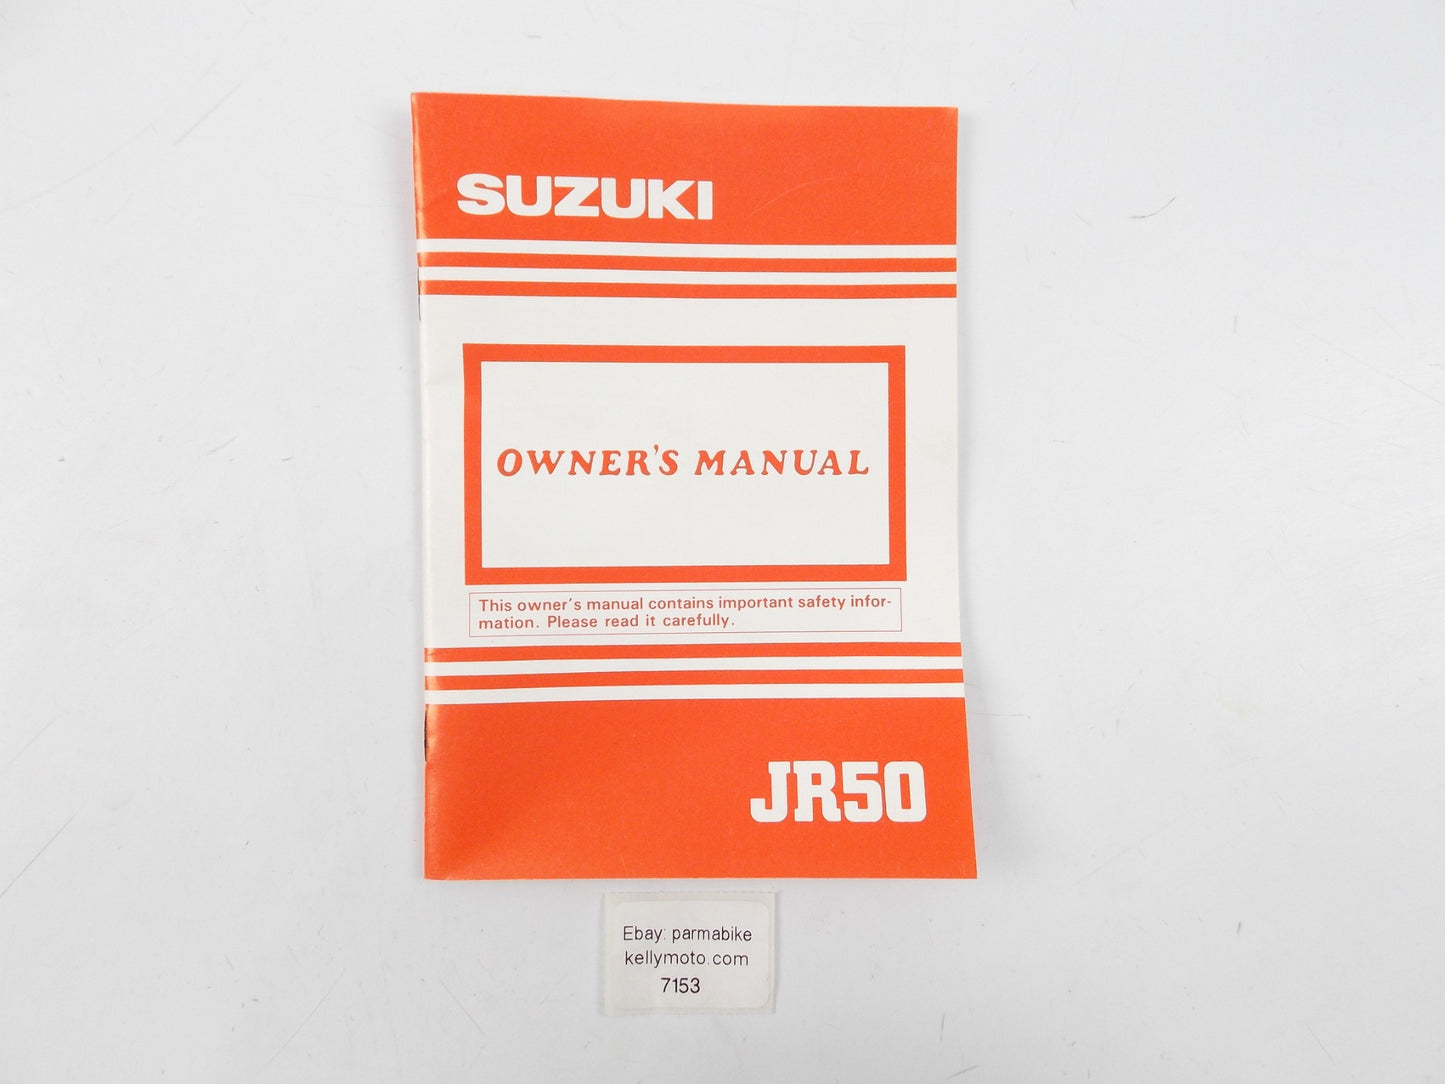 SUZUKI
OWNER'S MANUAL
This owner's manual contains important safety infor-
mation. Please read it carefully.
JR50
Ebay: parmabike
kellymoto.com
7153